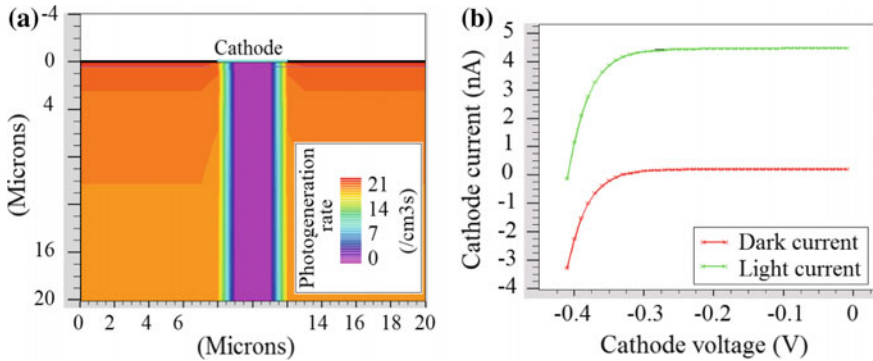 (a)
-4
0
4
16
20
(Microns)
Cathode
Photogeneration
rate
21
14
7
0
(/cm3s)
0 2 4 6 14 16 18 20
(Microns)
(b)
5
4
3
2
1
0
-1
-2
-3
-4
Cathode current (nA)
Dark current
Light current
-0.4 -0.3 -0.2 -0.1 0
Cathode voltage (V)